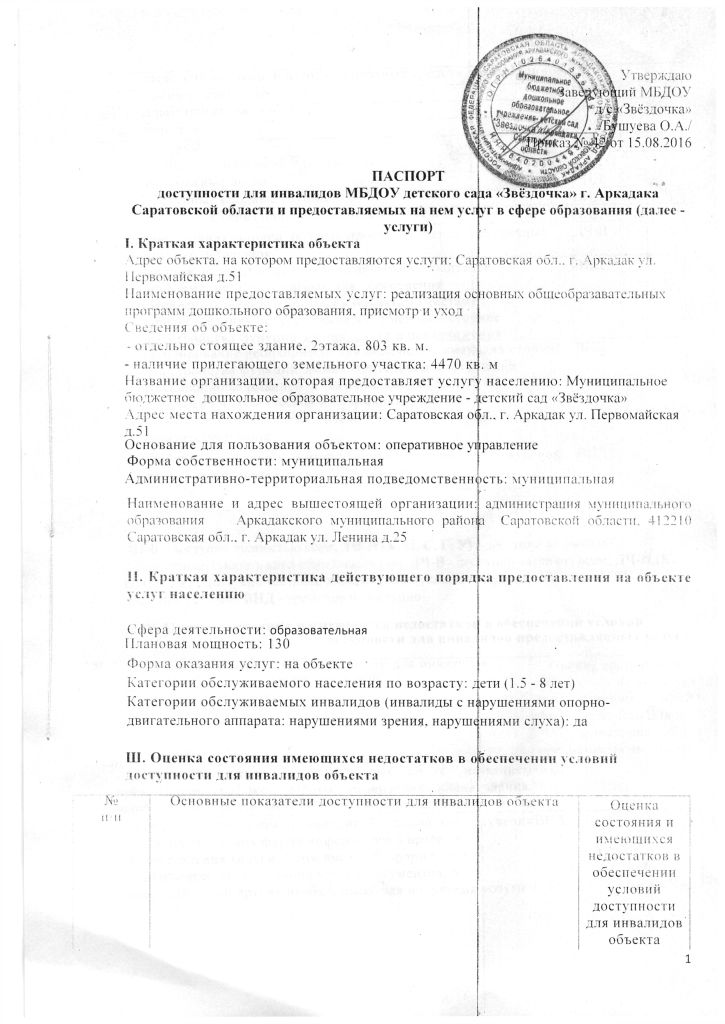 Утверждаю
Заведующий МБДОУ
д/с «Звёздочка»
/Бушуева О.А./
Приказ № 42 от 15.08.2016
Муниципальное
бюджетное
дошкольное
образовательное
учреждение- детский сад
ПАСПОРТ
доступности для инвалидов МБДОУ детского сада «Звёздочка» г. Аркадака
Саратовской области и предоставляемых на нем услуг в сфере образования (далее -
услуги)
I. Краткая характеристика объекта
Адрес объекта, на котором предоставляются услуги: Саратовская обл., г. Аркадак ул.
Первомайская д.51
Наименование предоставляемых услуг: реализация основных общеобразавательных
программ дошкольного образования, присмотр и уход
Сведения об объекте:
- отдельно стоящее здание, 2этажа, 803 кв. м.
- наличие прилегающего земельного участка: 4470 кв. м
Название организации, которая предоставляет услугу населению: Муниципальное
бюджетное дошкольное образовательное учреждение - детский сад «Звёздочка»
Адрес места нахождения организации: Саратовская обл., г. Аркадак ул. Первомайская
д.51
Основание для пользования объектом: оперативное управление
Форма собственности: муниципальная
Административно-территориальная подведомственность: муниципальная
Наименование и адрес вышестоящей организации: администрация муниципального
образования Аркадакского муниципального района Саратовской области, 412210
Саратовская обл., г. Аркадак ул. Ленина д.25
II. Краткая характеристика действующего порядка предоставления на объекте
услуг населению
Сфера деятельности: образовательная
Плановая мощность: 130
Форма оказания услуг: на объекте
Категории обслуживаемого населения по возрасту: дети (1.5 - 8 лет)
Категории обслуживаемых инвалидов (инвалиды с нарушениями опорно-
двигательного аппарата: нарушениями зрения, нарушениями слуха): да
III. Оценка состояния имеющихся недостатков в обеспечении условий
доступности для инвалидов объекта
№
п/п
Основные показатели доступности для инвалидов объекта
Оценка
состояния и
имеющихся
недостатков в
обеспечении
условий
доступности
для инвалидов
объекта
1